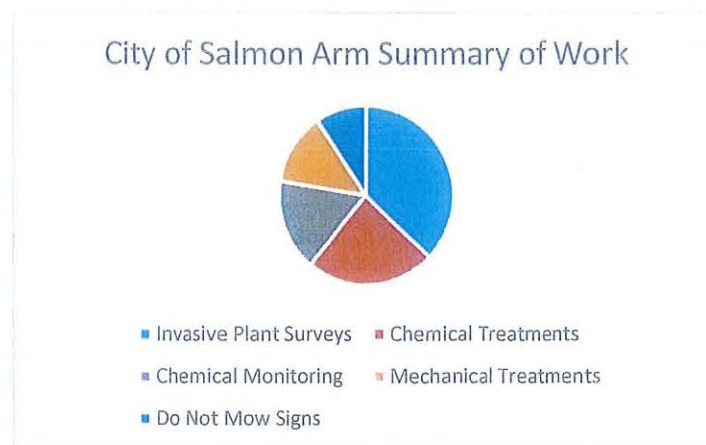 City of Salmon Arm Summary of Work
Invasive Plant Surveys
Chemical Treatments
Chemical Monitoring
Mechanical Treatments
Do Not Mow Signs